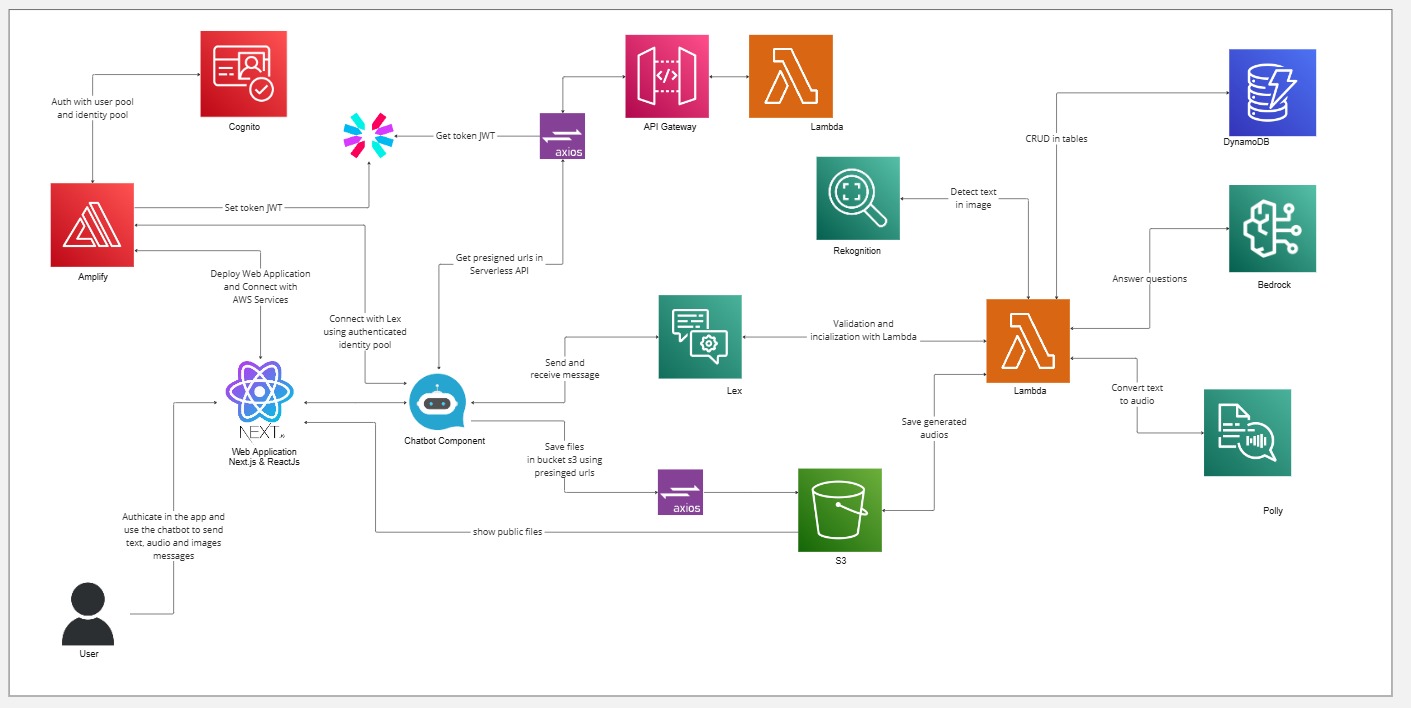 Cognito
Auth with user pool
and identity pool
Amplify
Set token JWT
Get token JWT
axios
API Gateway
Lambda
Rekognition
Detect text
in image
CRUD in tables
DynamoDB
Bedrock
Answer questions
Deploy Web Application
and Connect with
AWS Services
Connect with Lex
using authenticated
identity pool
Get presigned urls in
Serverless API
Send and
receive message
Lex
Validation and
incialization with Lambda
Lambda
Convert text
to audio
Polly
Save generated
audios
NEXT.js
Web Application
Next.js & ReactJs
Chatbot Component
Save files
in bucket s3 using
presinged urls
axios
S3
show public files
Authicate in the app and
use the chatbot to send
text, audio and images
messages
User